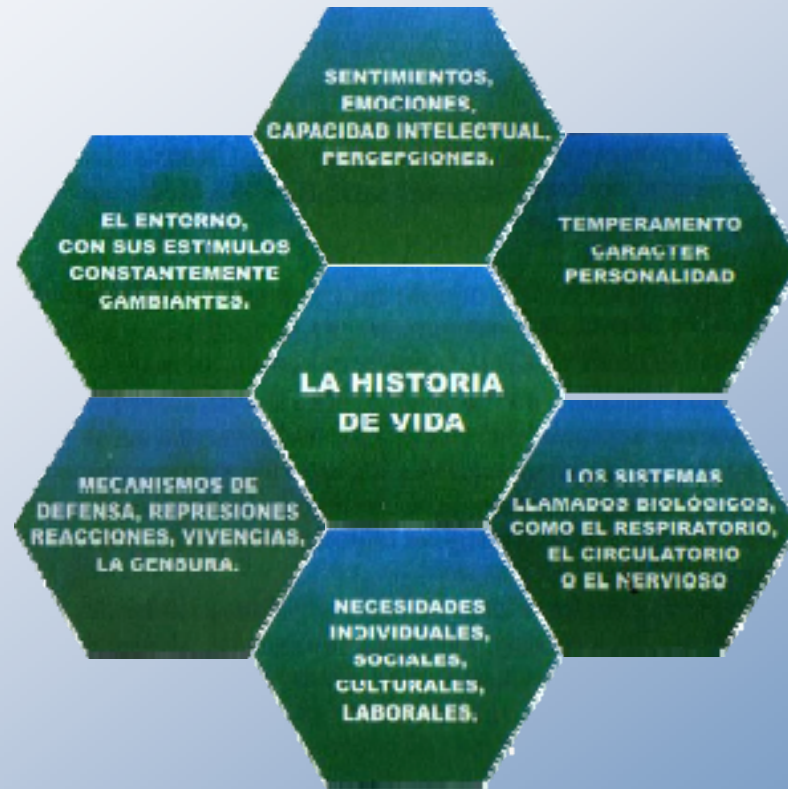 SENTIMIENTOS,
EMOCIONES,
CAPACIDAD INTELECTUAL.
PERCEPCIONES.
EL ENTORNO,
CON SUS ESTIMULOS
CONSTANTEMENTE
CAMBIANTES.
TEMPERAMENTO
CARACTER
PERSONALIDAD
LA HISTORIA
DE VIDA
MECANISMOS DE
DEFENSA, REPRESIONES
REACCIONES, VIVENCIAS,
LA CENSURA.
LOS SISTEMAS
LLAMADOS BIOLÓGICOS,
COMO EL RESPIRATORIO,
EL CIRCULATORIO
O EL NERVIOSO
NECESIDADES
INDIVIDUALES,
SOCIALES,
CULTURALES,
LABORALES.